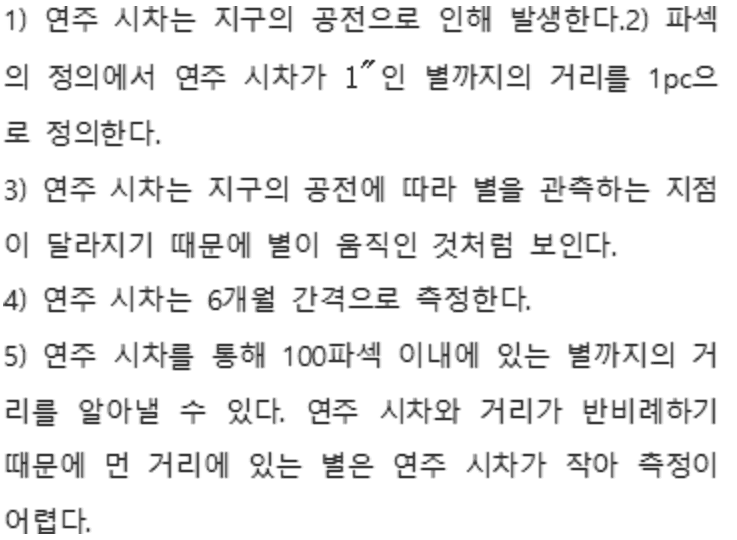 1) 연주 시차는 지구의 공전으로 인해 발생한다.2) 파섹
의 정의에서 연주 시차가 1″인 별까지의 거리를 1pc으
로 정의한다.
3) 연주 시차는 지구의 공전에 따라 별을 관측하는 지점
이 달라지기 때문에 별이 움직인 것처럼 보인다.
4) 연주 시차는 6개월 간격으로 측정한다.
5) 연주 시차를 통해 100파섹 이내에 있는 별까지의 거
리를 알아낼 수 있다. 연주 시차와 거리가 반비례하기
때문에 먼 거리에 있는 별은 연주 시차가 작아 측정이
어렵다.